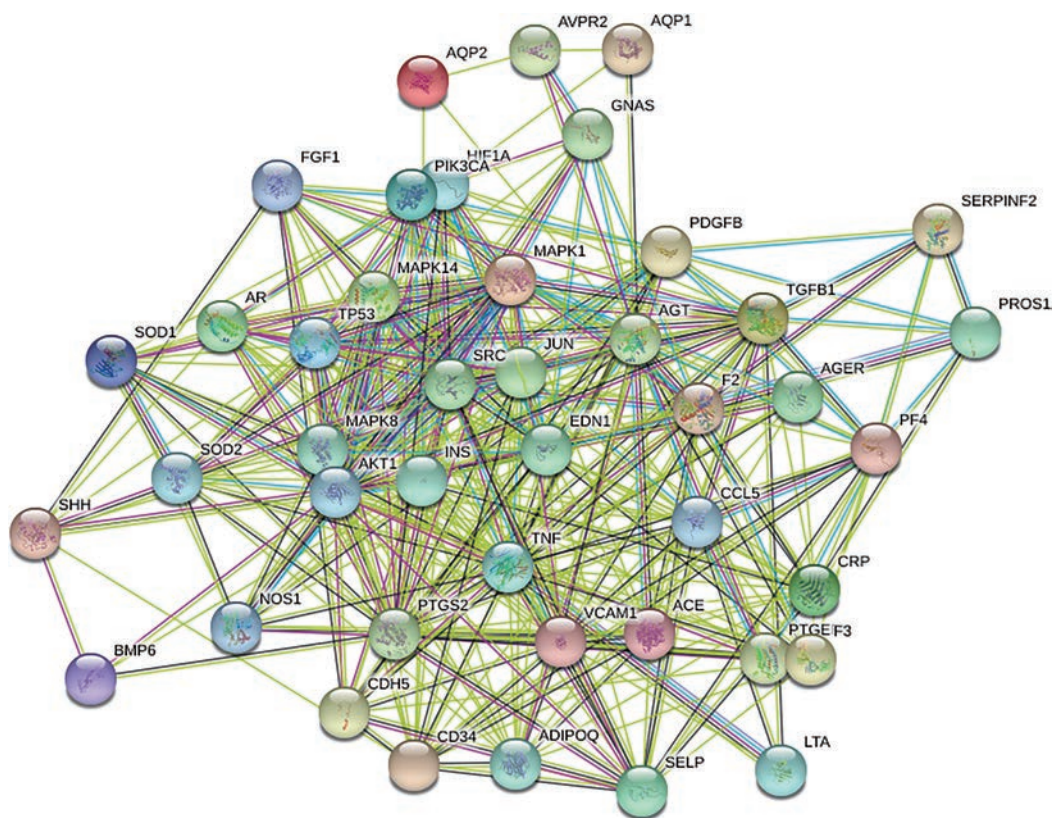 AVPR2
AQP1
AQP2
GNAS
FGF1
HIF1A
PIK3CA
SERPINF2
PDGFB
MAPK1
MAPK14
TGFB1
PROS1
AR
TP53
AGT
SOD1
JUN
SRC
AGER
F2
MAPK8
EDN1
PF4
SOD2
AKT1
INS
CCL5
SHH
TNF
CRP
NOS1
PTGS2
VCAM1
ACE
PTGE
F3
BMP6
CDH5
CD34
ADIPOQ
SELP
LTA